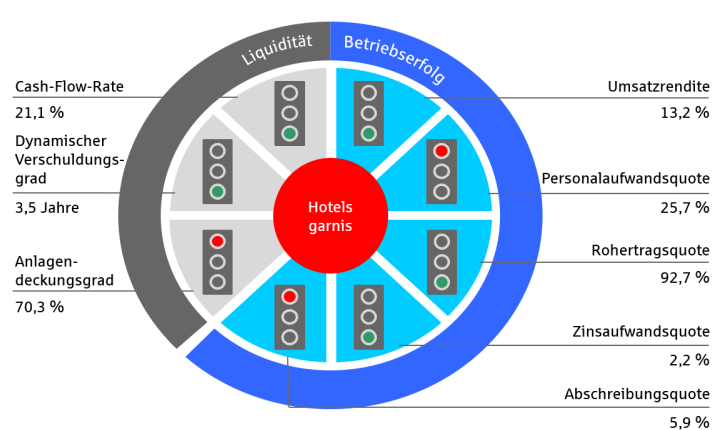 Liquidität
Betriebserfolg
Cash-Flow-Rate
21,1 %
Dynamischer
Verschuldungs-
grad
3,5 Jahre
Anlagen-
deckungsgrad
70,3 %
Hotels
garnis
Umsatzrendite
13,2 %
Personalaufwandsquote
25,7 %
Rohertragsquote
92,7 %
Zinsaufwandsquote
2,2 %
Abschreibungsquote
5,9 %